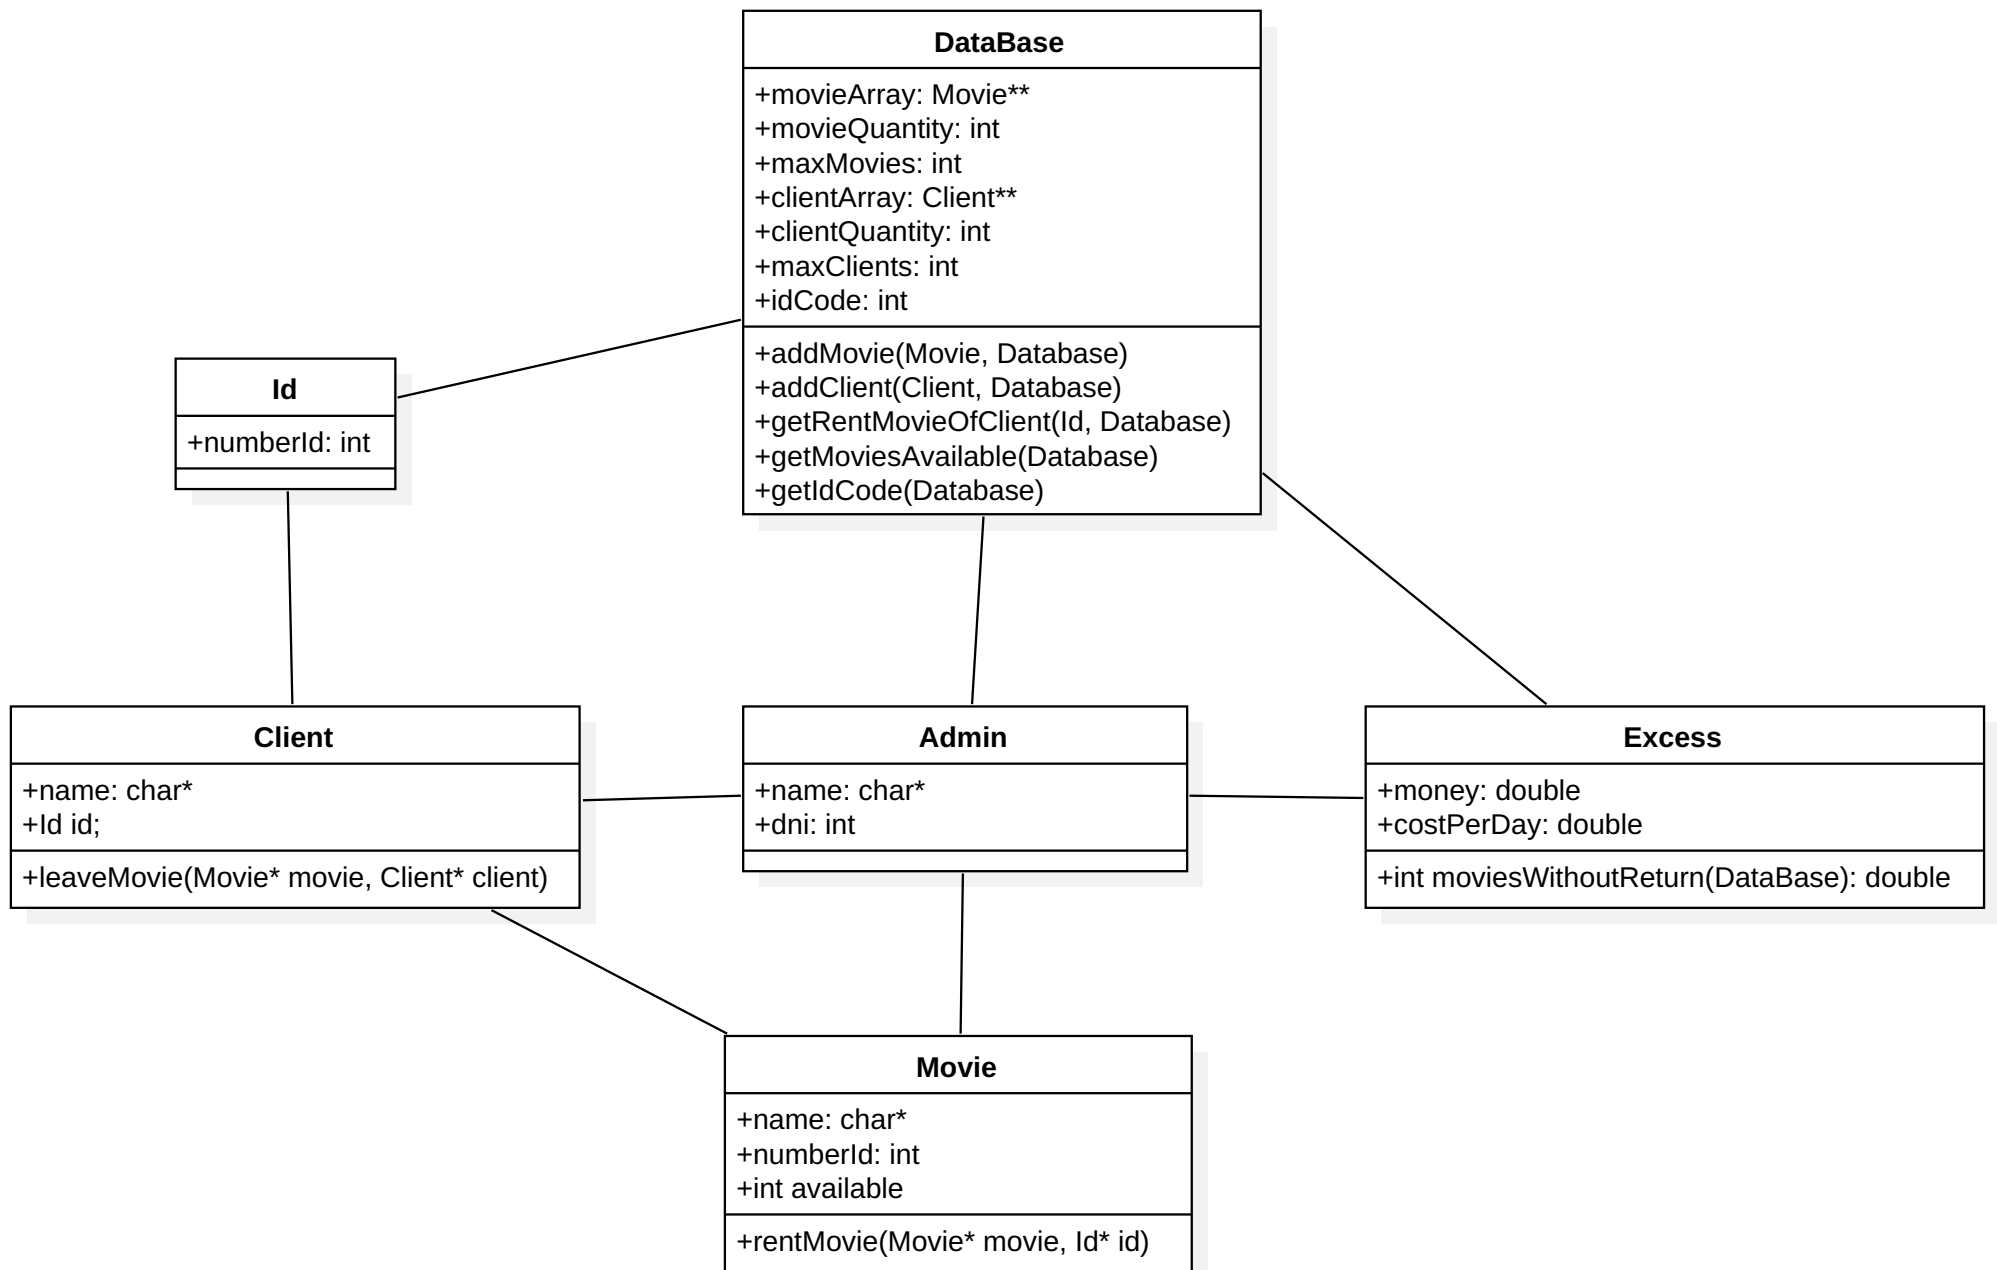 DataBase
+movieArray: Movie**
+movieQuantity: int
+maxMovies: int
+clientArray: Client**
+clientQuantity: int
+maxClients: int
+idCode: int
+addMovie(Movie, Database)
+addClient(Client, Database)
+getRentMovieOfClient(Id, Database)
+getMoviesAvailable(Database)
+getIdCode(Database)
Id
+numberId: int
Client
+name: char*
+Id id;
+leaveMovie(Movie* movie, Client* client)
Admin
+name: char*
+dni: int
Excess
+money: double
+costPerDay: double
+int moviesWithoutReturn(DataBase): double
Movie
+name: char*
+numberId: int
+int available
+rentMovie(Movie* movie, Id* id)